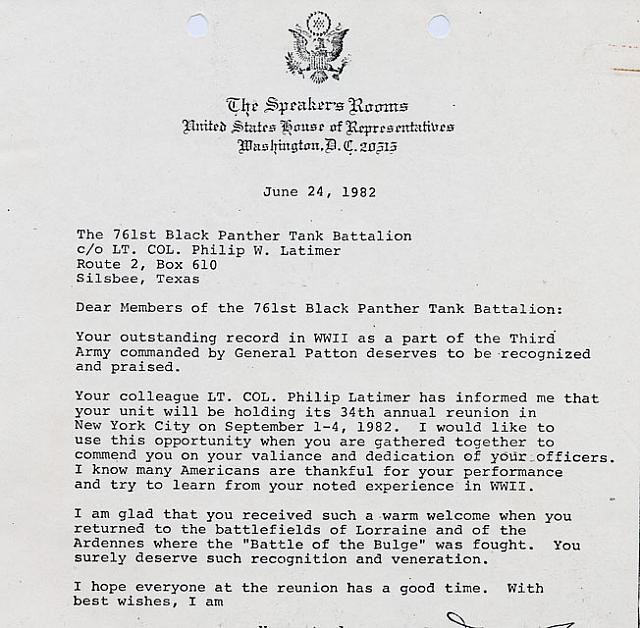 The Speaker's Rooms
United States House of Representatives
Washington, D.C. 20515
June 24, 1982
The 761st Black Panther Tank Battalion
c/o LT. COL. Philip W. Latimer
Route 2, Box 610
Silsbee, Texas
Dear Members of the 761st Black Panther Tank Battalion:
Your outstanding record in WWII as a part of the Third
Army commanded by General Patton deserves to be recognized
and praised.
Your colleague LT. COL. Philip Latimer has informed me that
your unit will be holding its 34th annual reunion in
New York City on September 1-4, 1982.  I would like to
use this opportunity when you are gathered together to
commend you on your valiance and dedication of your officers.
I know many Americans are thankful for your performance
and try to learn from your noted experience in WWII.
I am glad that you received such a warm welcome when you
returned to the battlefields of Lorraine and of the
Ardennes where the "Battle of the Bulge" was fought.  You
surely deserve such recognition and veneration.
I hope everyone at the reunion has a good time.  With
best wishes, I am